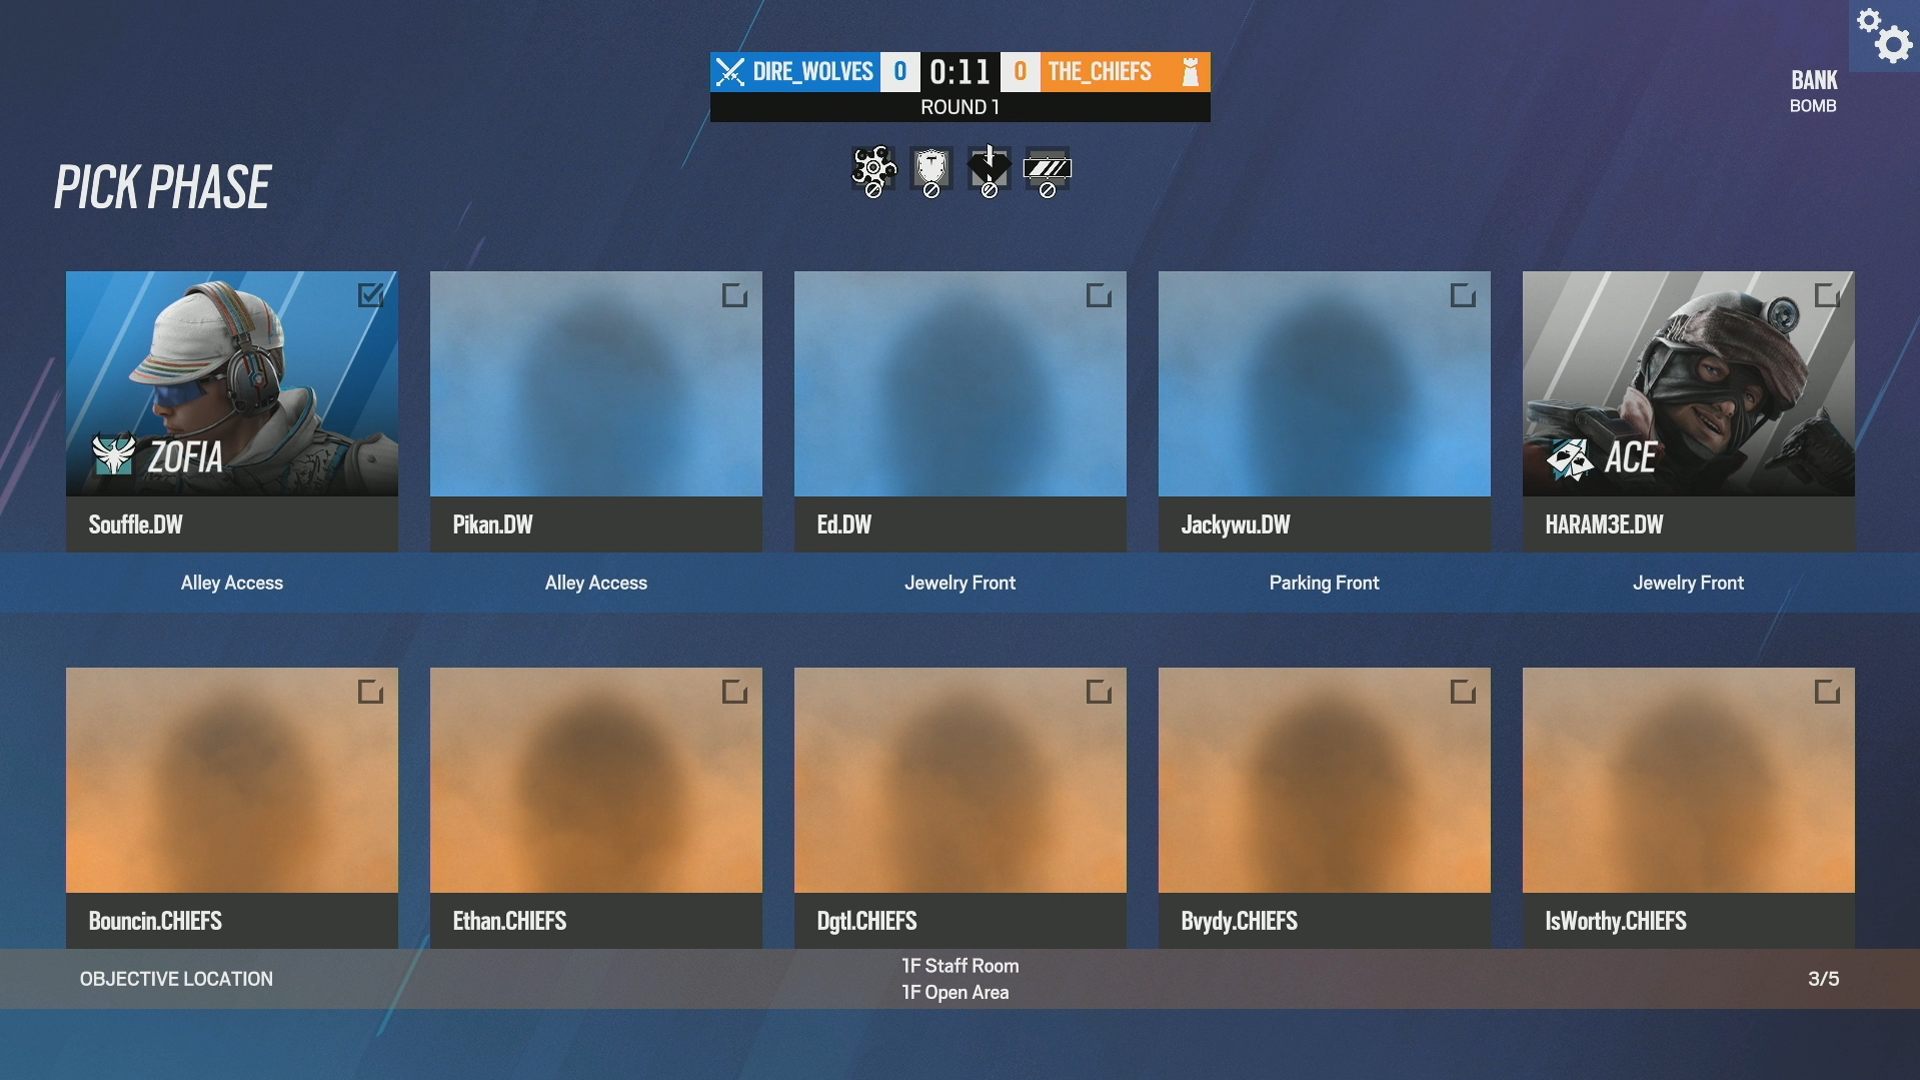 DIRE_WOLVES 0 0:11 0 THE_CHIEFS
ROUND 1
BANK
BOMB
PICK PHASE
ZOFIA
ACE
Souffle.DW
Pikan.DW
Ed.DW
Jackywu.DW
HARAM3E.DW
Alley Access
Alley Access
Jewelry Front
Parking Front
Jewelry Front
Bouncin.CHIEFS
Ethan.CHIEFS
Dgtl.CHIEFS
Bvydy.CHIEFS
IsWorthy.CHIEFS
OBJECTIVE LOCATION
1F Staff Room
1F Open Area
3/5